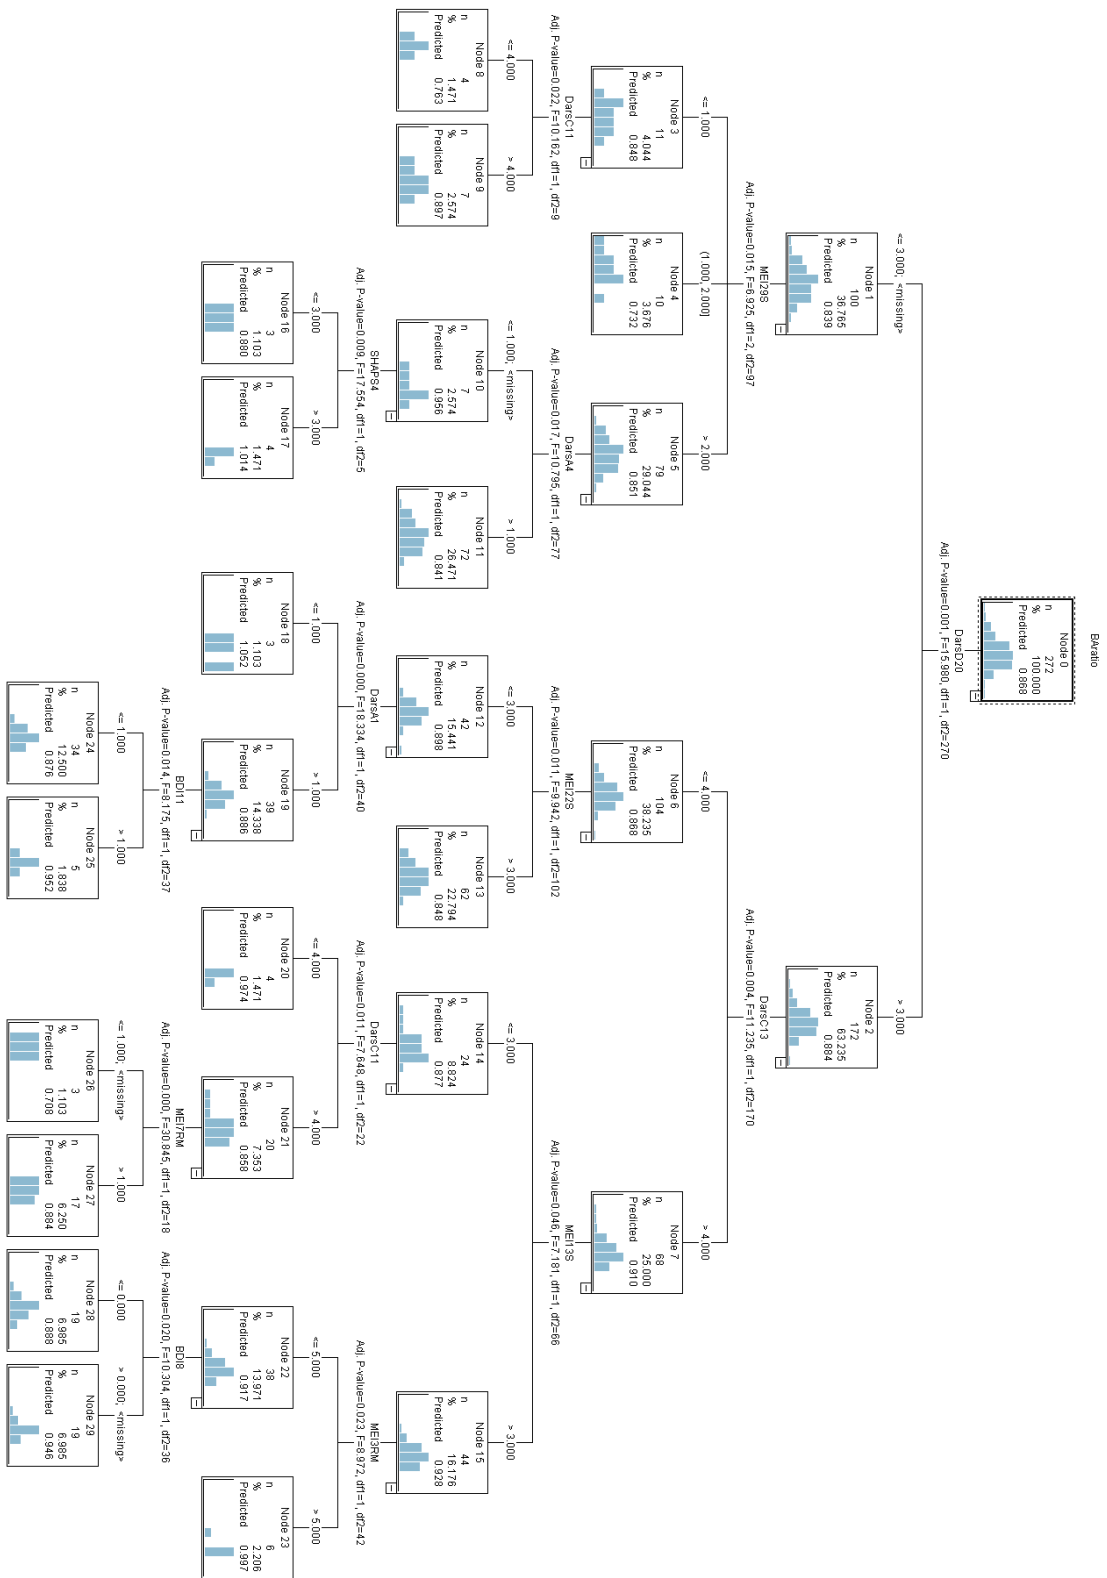 BAratio
Node 0
n 272
% 100.000
Predicted 0.868
DarsD20
Adj. P-value=0.001, F=15.980, df1=1, df2=270
<= 3.000; <missing>
> 3.000
Node 1
n 100
% 36.765
Predicted 0.839
Node 2
n 172
% 63.235
Predicted 0.884
MEI29S
Adj. P-value=0.015, F=6.925, df1=2, df2=97
DarsC13
Adj. P-value=0.004, F=11.235, df1=1, df2=170
<= 1.000
(1.000, 2.000]
> 2.000
<= 4.000
> 4.000
Node 3
n 11
% 4.044
Predicted 0.848
Node 4
n 10
% 3.676
Predicted 0.732
Node 5
n 79
% 29.044
Predicted 0.851
Node 6
n 104
% 38.235
Predicted 0.868
Node 7
n 68
% 25.000
Predicted 0.910
DarsC11
Adj. P-value=0.022, F=10.162, df1=1, df2=9
DarsA4
Adj. P-value=0.017, F=10.795, df1=1, df2=77
MEI22S
Adj. P-value=0.011, F=9.942, df1=1, df2=102
MEI13S
Adj. P-value=0.046, F=7.181, df1=1, df2=66
<= 4.000
> 4.000
<= 1.000; <missing>
> 1.000
<= 3.000
> 3.000
<= 3.000
> 3.000
Node 8
n 4
% 1.471
Predicted 0.763
Node 9
n 7
% 2.574
Predicted 0.897
Node 10
n 7
% 2.574
Predicted 0.956
Node 11
n 72
% 26.471
Predicted 0.841
Node 12
n 42
% 15.441
Predicted 0.898
Node 13
n 62
% 22.794
Predicted 0.848
Node 14
n 24
% 8.824
Predicted 0.877
Node 15
n 44
% 16.176
Predicted 0.928
SHAPS4
Adj. P-value=0.009, F=17.554, df1=1, df2=5
DarsA1
Adj. P-value=0.000, F=18.334, df1=1, df2=40
DarsC11
Adj. P-value=0.011, F=7.648, df1=1, df2=22
MEI3RM
Adj. P-value=0.023, F=8.972, df1=1, df2=42
<= 3.000
> 3.000
<= 1.000
> 1.000
<= 4.000
> 4.000
<= 5.000
> 5.000
Node 16
n 3
% 1.103
Predicted 0.880
Node 17
n 4
% 1.471
Predicted 1.014
Node 18
n 3
% 1.103
Predicted 1.052
Node 19
n 39
% 14.338
Predicted 0.886
Node 20
n 4
% 1.471
Predicted 0.974
Node 21
n 20
% 7.353
Predicted 0.858
Node 22
n 38
% 13.971
Predicted 0.917
Node 23
n 6
% 2.206
Predicted 0.997
BDI11
Adj. P-value=0.014, F=8.175, df1=1, df2=37
MEI7RM
Adj. P-value=0.000, F=30.845, df1=1, df2=18
BDI8
Adj. P-value=0.020, F=10.304, df1=1, df2=36
<= 1.000
> 1.000
<= 1.000; <missing>
> 1.000
<= 0.000
> 0.000; <missing>
Node 24
n 34
% 12.500
Predicted 0.876
Node 25
n 5
% 1.838
Predicted 0.952
Node 26
n 3
% 1.103
Predicted 0.708
Node 27
n 17
% 6.250
Predicted 0.884
Node 28
n 19
% 6.985
Predicted 0.888
Node 29
n 19
% 6.985
Predicted 0.946